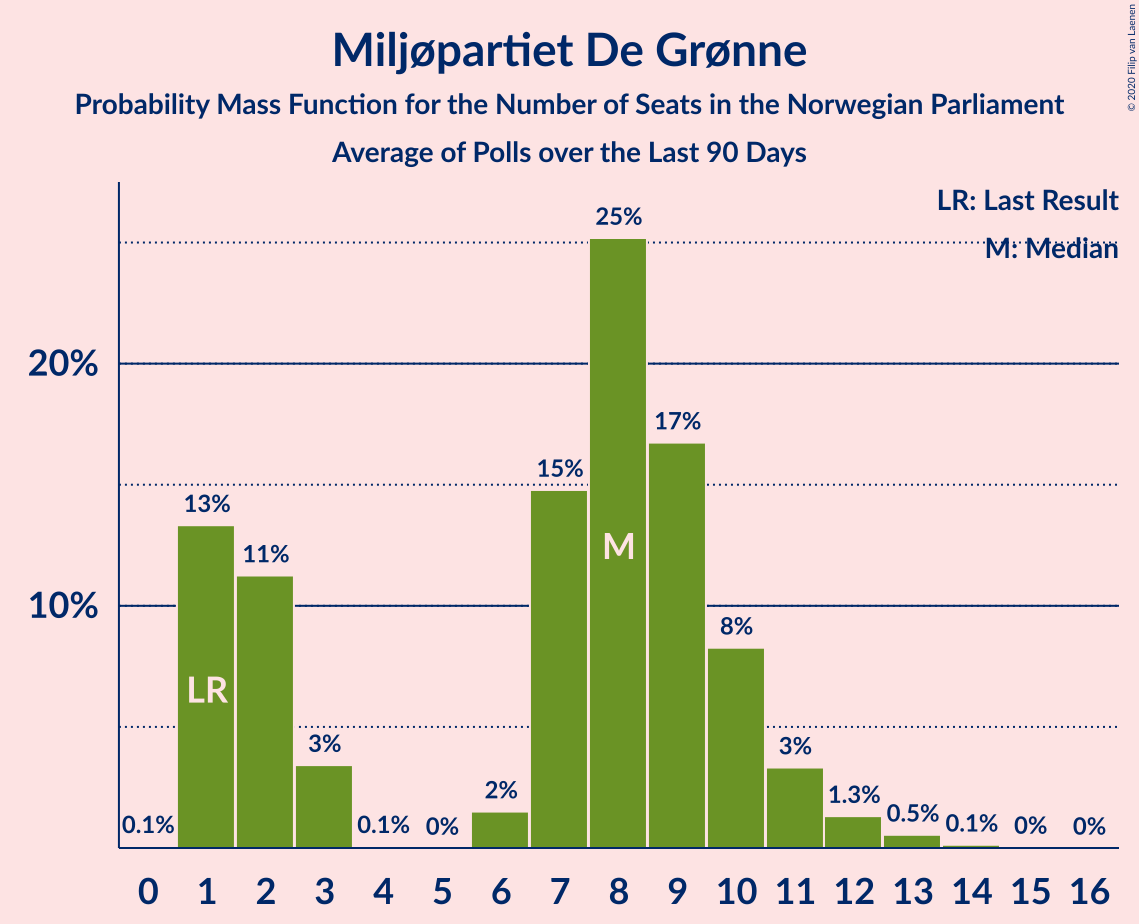 Miljøpartiet De Grønne
Probability Mass Function for the Number of Seats in the Norwegian Parliament
Average of Polls over the Last 90 Days
© 2020 Filip van Laenen
LR: Last Result
M: Median
25%
20%
17%
15%
13%
11%
M
10%
8%
LR
3%
3%
2%
1.3%
0.5%
0.1%
0.1%
0%
0.1%
0%
0%
0 1 2 3 4 5 6 7 8 9 10 11 12 13 14 15 16